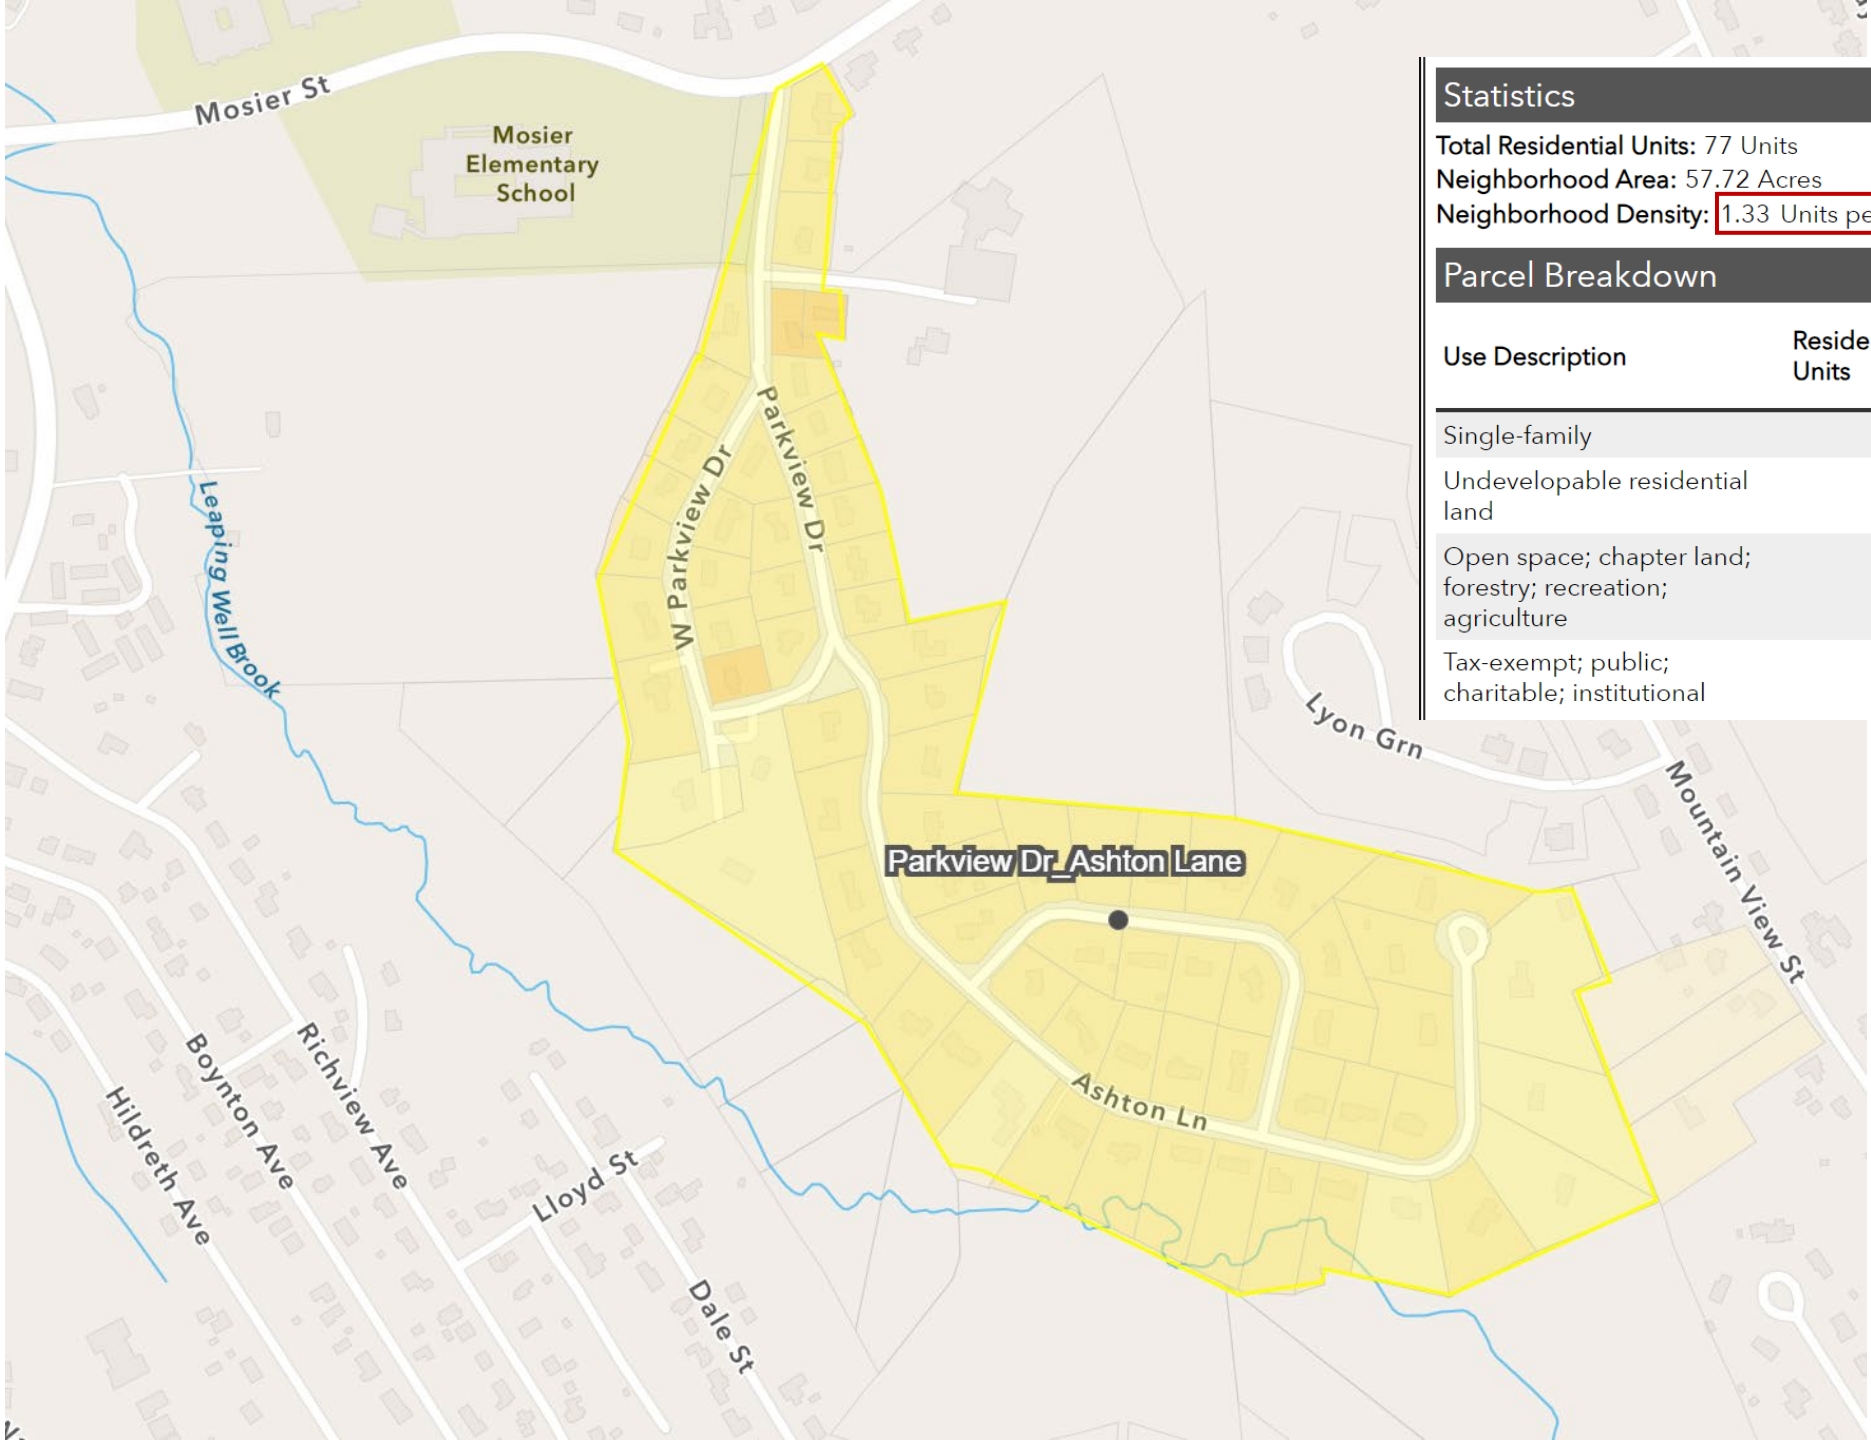 Mosier St
Mosier
Elementary
School
Statistics
Total Residential Units: 77 Units
Neighborhood Area: 57.72 Acres
Neighborhood Density: 1.33 Units pe
Parcel Breakdown
Use Description
Reside
Units
Single-family
Undevelopable residential
land
Open space; chapter land;
forestry; recreation;
agriculture
Tax-exempt; public;
charitable; institutional
Parkview Dr
W Parkview Dr
Leaping Well Brook
Lyon Grn
Mountain View St
Parkview Dr_Ashton Lane
Ashton Ln
Richview Ave
Boynton Ave
Hildreth Ave
Lloyd St
Dale St